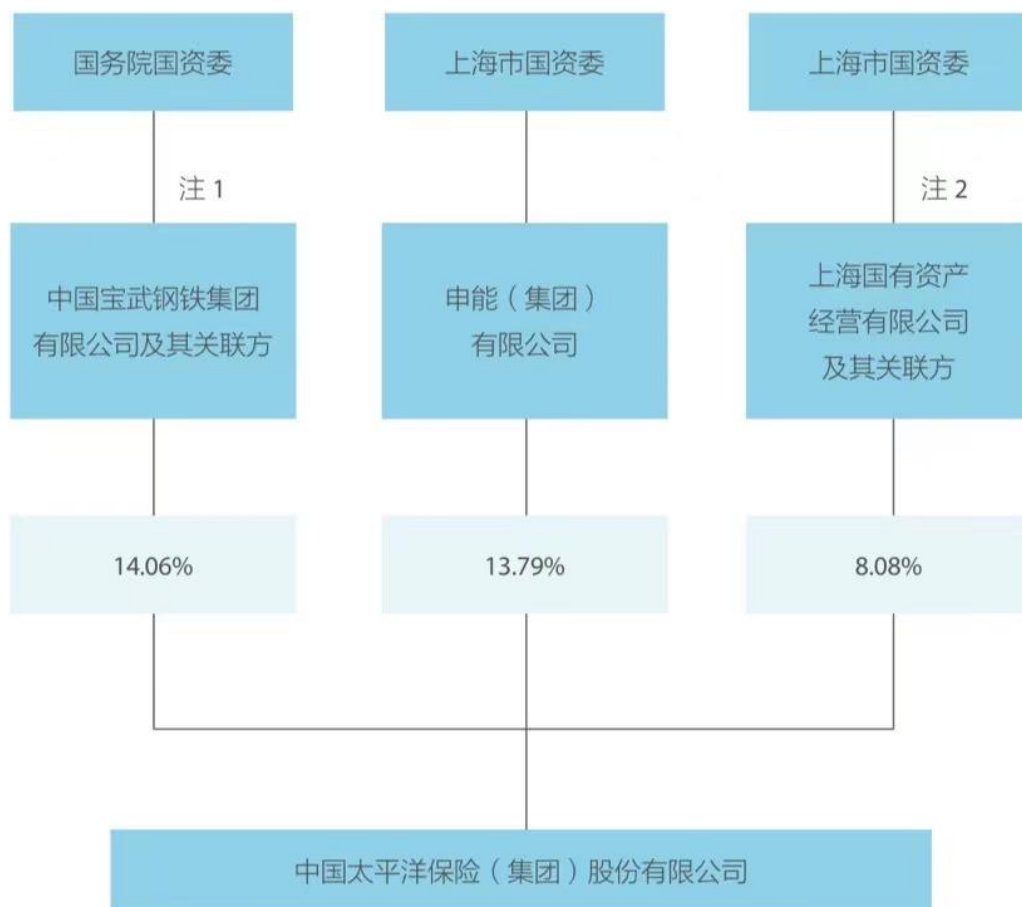 国务院国资委
上海市国资委
上海市国资委
注 1
注 2
中国宝武钢铁集团
有限公司及其关联方
申能（集团）
有限公司
上海国有资产
经营有限公司
及其关联方
14.06%
13.79%
8.08%
中国太平洋保险（集团）股份有限公司